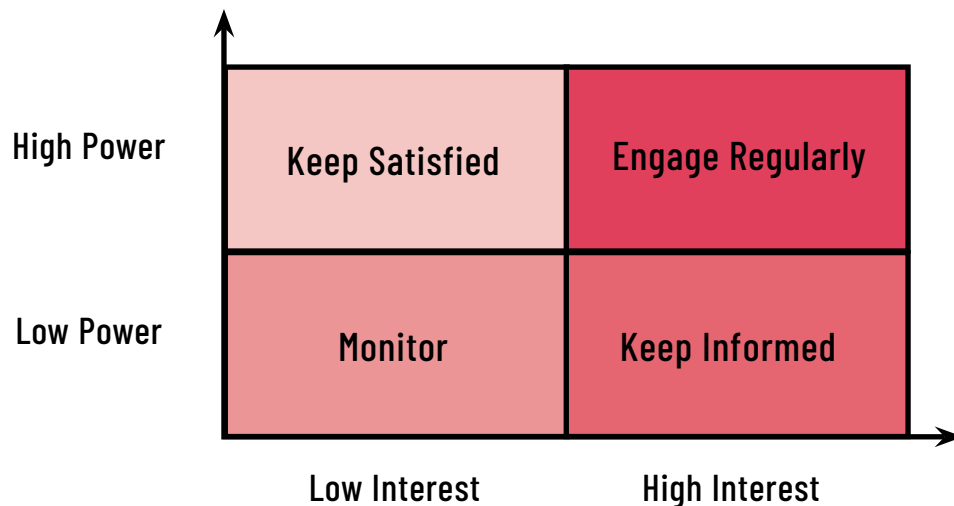 High Power
Keep Satisfied
Engage Regularly
Low Power
Monitor
Keep Informed
Low Interest
High Interest